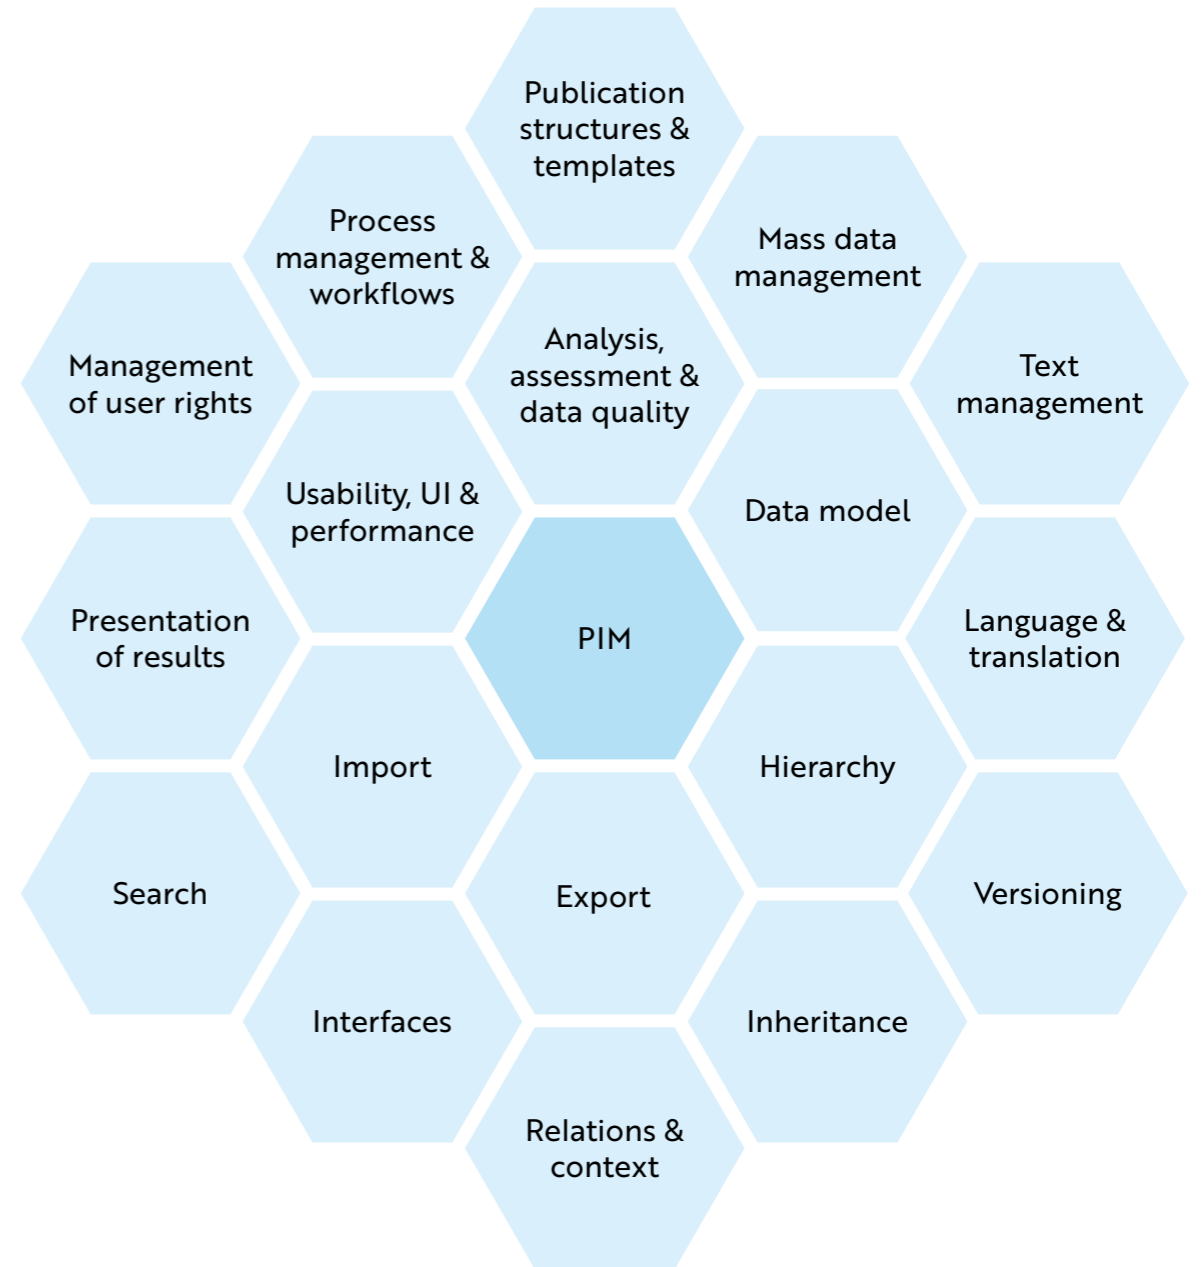 Publication
structures &
templates
Process
management &
workflows
Mass data
management
Management
of user rights
Analysis,
assessment &
data quality
Text
management
Usability, UI &
performance
Data model
Presentation
of results
PIM
Language &
translation
Import
Hierarchy
Search
Export
Versioning
Interfaces
Inheritance
Relations &
context